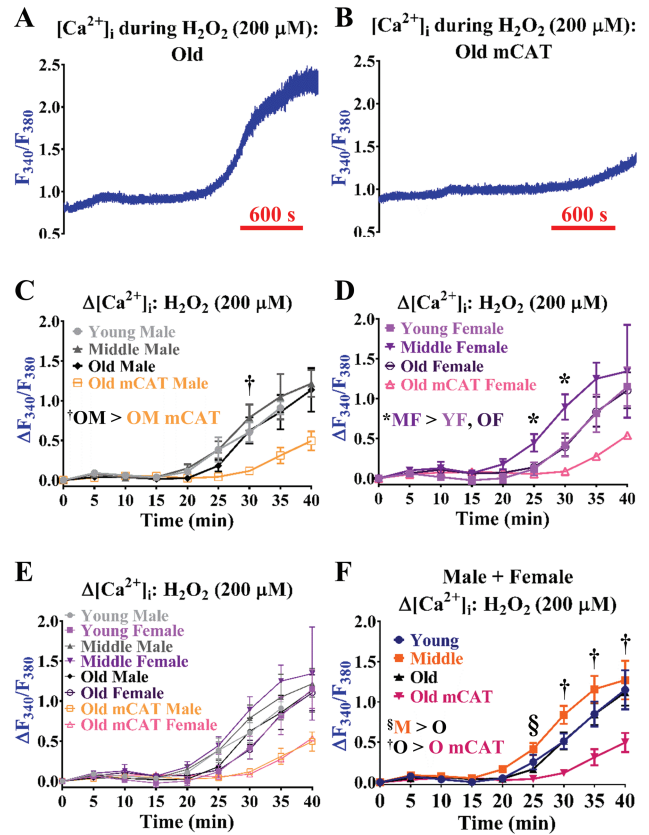 A
[Ca²⁺]ᵢ during H₂O₂ (200 μM):
Old
F₃₄₀/F₃₈₀
2.5
2.0
1.5
1.0
0.5
600 s
B
[Ca²⁺]ᵢ during H₂O₂ (200 μM):
Old mCAT
F₃₄₀/F₃₈₀
2.5
2.0
1.5
1.0
0.5
600 s
C
Δ[Ca²⁺]ᵢ: H₂O₂ (200 μM)
ΔF₃₄₀/F₃₈₀
2.0
1.5
1.0
0.5
0.0
Young Male
Middle Male
Old Male
Old mCAT Male
†
†OM > OM mCAT
0 5 10 15 20 25 30 35 40
Time (min)
D
Δ[Ca²⁺]ᵢ: H₂O₂ (200 μM)
ΔF₃₄₀/F₃₈₀
2.0
1.5
1.0
0.5
0.0
Young Female
Middle Female
Old Female
Old mCAT Female
* *
*MF > YF, OF
0 5 10 15 20 25 30 35 40
Time (min)
E
Δ[Ca²⁺]ᵢ: H₂O₂ (200 μM)
ΔF₃₄₀/F₃₈₀
2.0
1.5
1.0
0.5
0.0
Young Male
Young Female
Middle Male
Middle Female
Old Male
Old Female
Old mCAT Male
Old mCAT Female
0 5 10 15 20 25 30 35 40
Time (min)
F
Male + Female
Δ[Ca²⁺]ᵢ: H₂O₂ (200 μM)
ΔF₃₄₀/F₃₈₀
2.0
1.5
1.0
0.5
0.0
Young
Middle
Old
Old mCAT
§ † † †
§M > O
†O > O mCAT
0 5 10 15 20 25 30 35 40
Time (min)